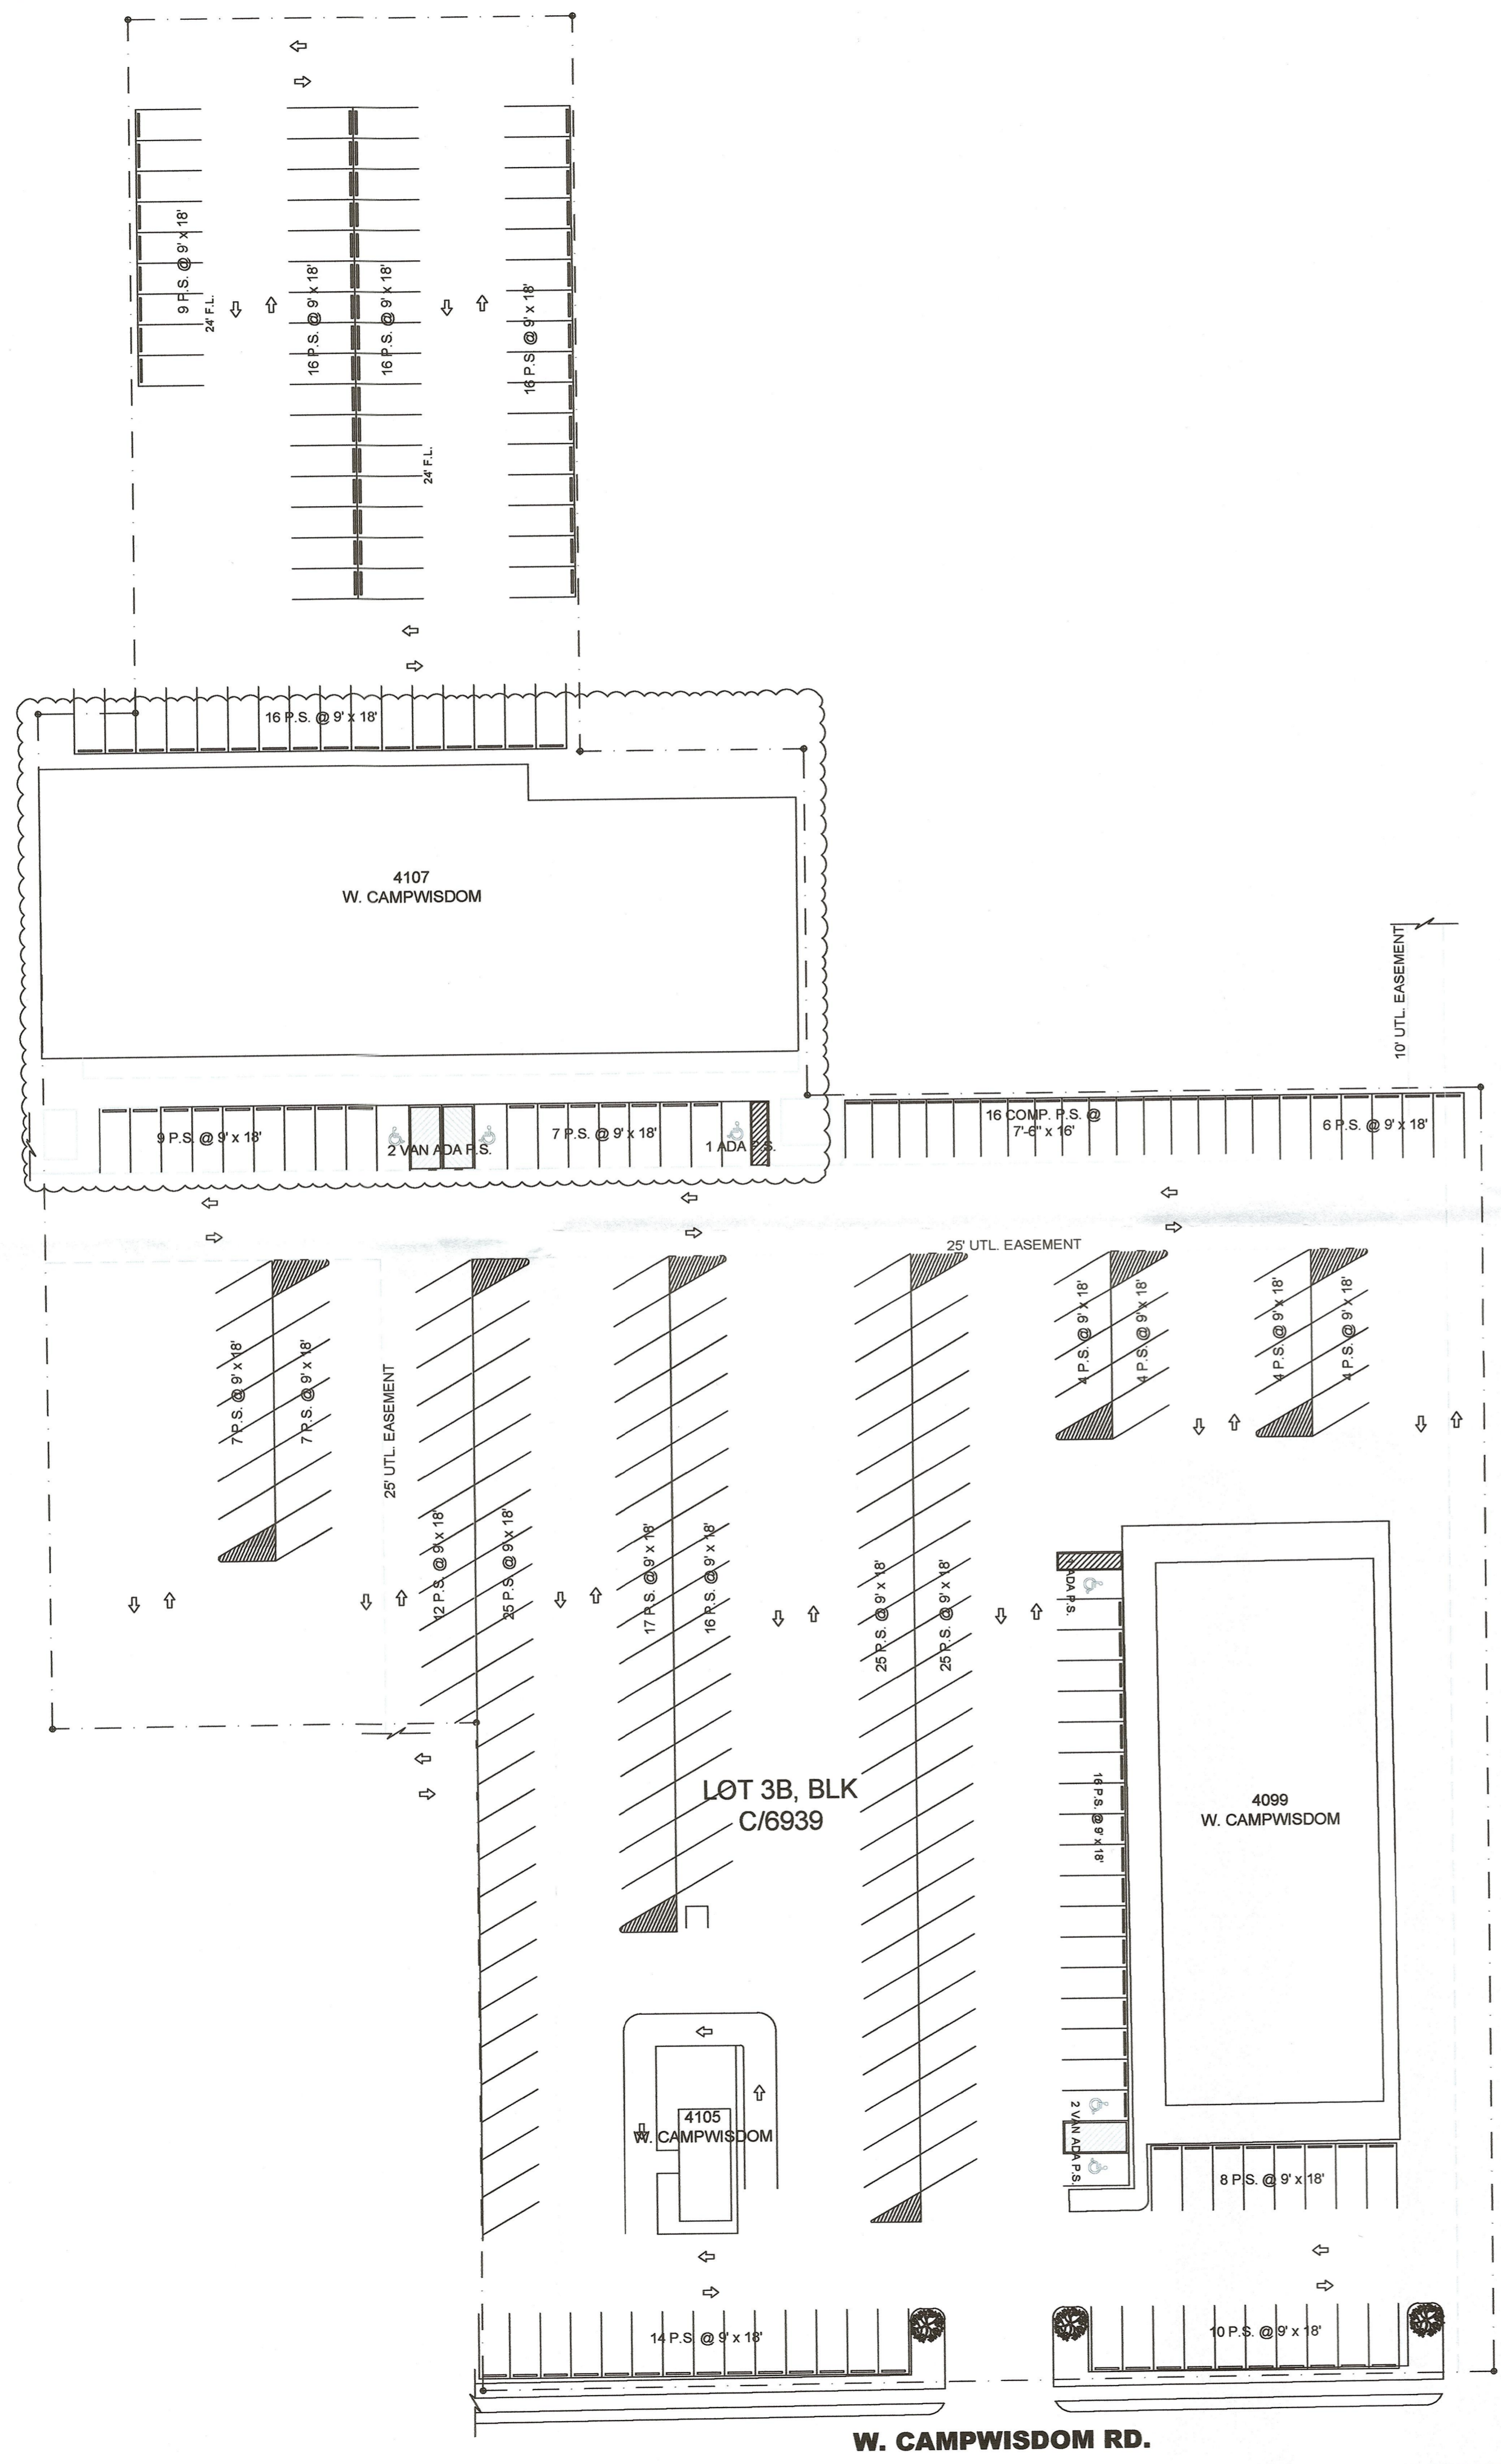 9 P.S. @ 9' x 18'
24' F.L.
16 P.S. @ 9' x 18'
16 P.S. @ 9' x 18'
24' F.L.
16 P.S. @ 9' x 18'
16 P.S. @ 9' x 18'
4107
W. CAMPWISDOM
10' UTL. EASEMENT
9 P.S. @ 9' x 18'
2 VAN ADA P.S.
7 P.S. @ 9' x 18'
1 ADA P.S.
16 COMP. P.S. @
7'-6" x 16'
6 P.S. @ 9' x 18'
25' UTL. EASEMENT
7 P.S. @ 9' x 18'
7 P.S. @ 9' x 18'
25' UTL. EASEMENT
12 P.S. @ 9' x 18'
25 P.S. @ 9' x 18'
17 P.S. @ 9' x 18'
16 P.S. @ 9' x 18'
25 P.S. @ 9' x 18'
25 P.S. @ 9' x 18'
4 P.S. @ 9' x 18'
4 P.S. @ 9' x 18'
4 P.S. @ 9' x 18'
4 P.S. @ 9' x 18'
1 ADA P.S.
16 P.S. @ 9' x 18'
LOT 3B, BLK
C/6939
4099
W. CAMPWISDOM
4105
W. CAMPWISDOM
2 VAN ADA P.S.
8 P.S. @ 9' x 18'
14 P.S. @ 9' x 18'
10 P.S. @ 9' x 18'
W. CAMPWISDOM RD.